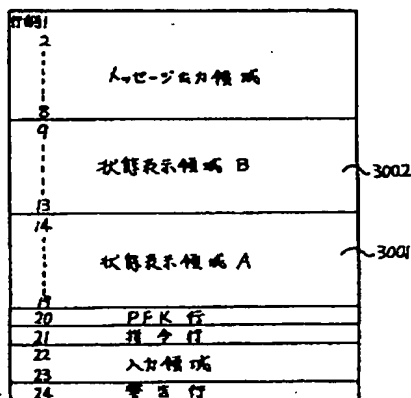 行番1
2
8
メッセージ出力領域
9
13
状態表示領域 B
3002
14
19
状態表示領域 A
3001
20 PFK 行
21 指令行
22
23
入力領域
24 警告行